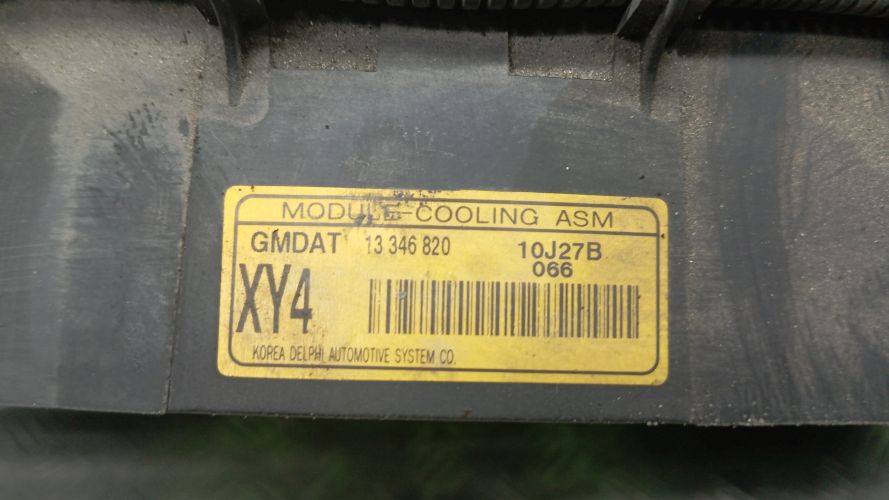 MODULE-COOLING ASM
GMDAT 13 346 820 10J27B
066
XY4
KOREA DELPHI AUTOMOTIVE SYSTEM CO.